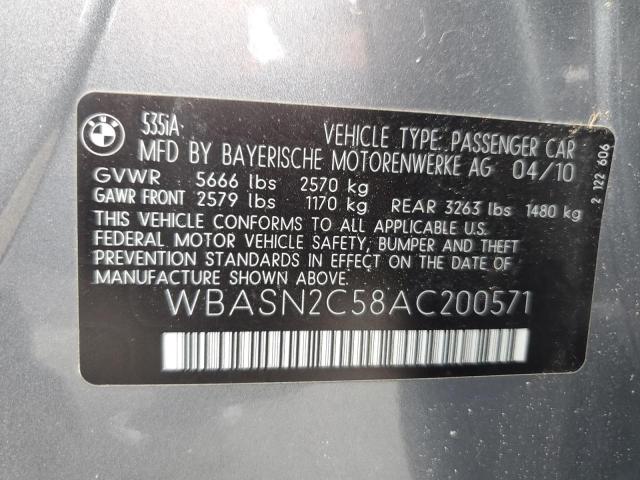 BMW
535iA
VEHICLE TYPE: PASSENGER CAR
MFD BY BAYERISCHE MOTORENWERKE AG 04/10
GVWR 5666 lbs 2570 kg
GAWR FRONT 2579 lbs 1170 kg REAR 3263 lbs 1480 kg
THIS VEHICLE CONFORMS TO ALL APPLICABLE U.S.
FEDERAL MOTOR VEHICLE SAFETY, BUMPER AND THEFT
PREVENTION STANDARDS IN EFFECT ON THE DATE OF
MANUFACTURE SHOWN ABOVE.
WBASN2C58AC200571
2 122 606